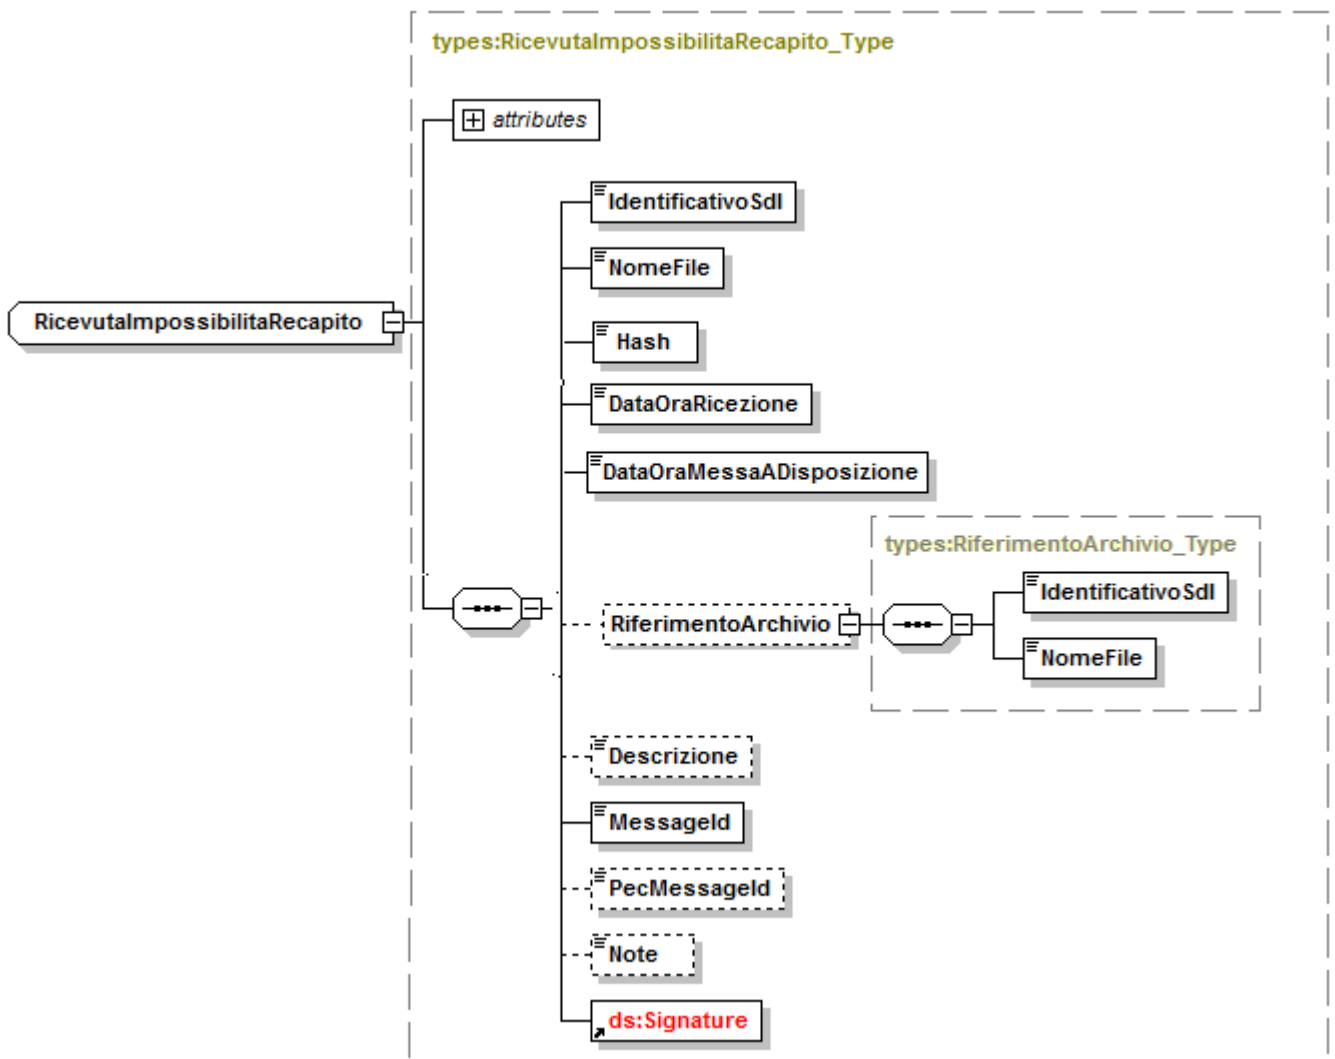 types:RicevutaImpossibilitaRecapito_Type
attributes
IdentificativoSdI
NomeFile
Hash
RicevutaImpossibilitaRecapito
DataOraRicezione
DataOraMessaADisposizione
types:RiferimentoArchivio_Type
IdentificativoSdI
RiferimentoArchivio
NomeFile
Descrizione
MessageId
PecMessageId
Note
ds:Signature